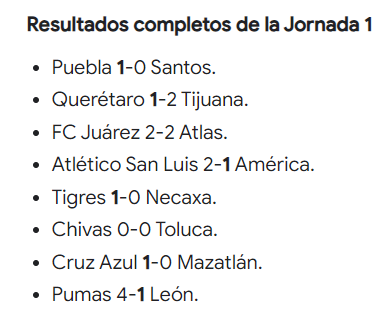 Resultados completos de la Jornada 1
Puebla 1-0 Santos.
Querétaro 1-2 Tijuana.
FC Juárez 2-2 Atlas.
Atlético San Luis 2-1 América.
Tigres 1-0 Necaxa.
Chivas 0-0 Toluca.
Cruz Azul 1-0 Mazatlán.
Pumas 4-1 León.